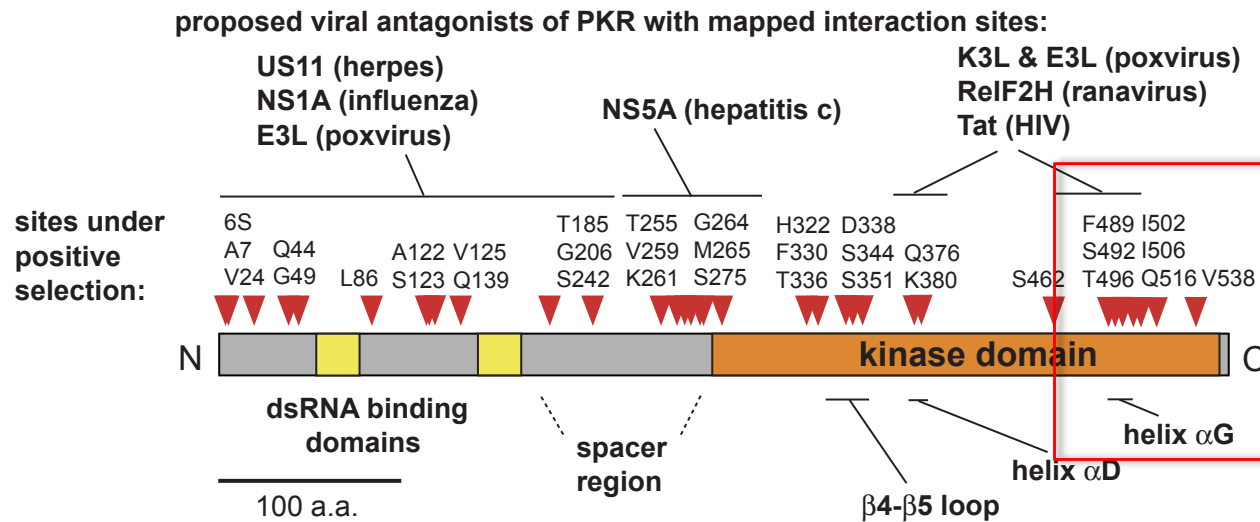 proposed viral antagonists of PKR with mapped interaction sites:
US11 (herpes)
NS1A (influenza)
E3L (poxvirus)
NS5A (hepatitis c)
K3L & E3L (poxvirus)
RelF2H (ranavirus)
Tat (HIV)
sites under
positive
selection:
6S
A7
V24
Q44
G49
L86
A122 V125
S123 Q139
T185
G206
S242
T255 G264
V259 M265
K261 S275
H322 D338
F330 S344
T336 S351
Q376
K380
S462
F489 I502
S492 I506
T496 Q516 V538
N
kinase domain
C
dsRNA binding
domains
spacer
region
β4-β5 loop
helix αD
helix αG
100 a.a.